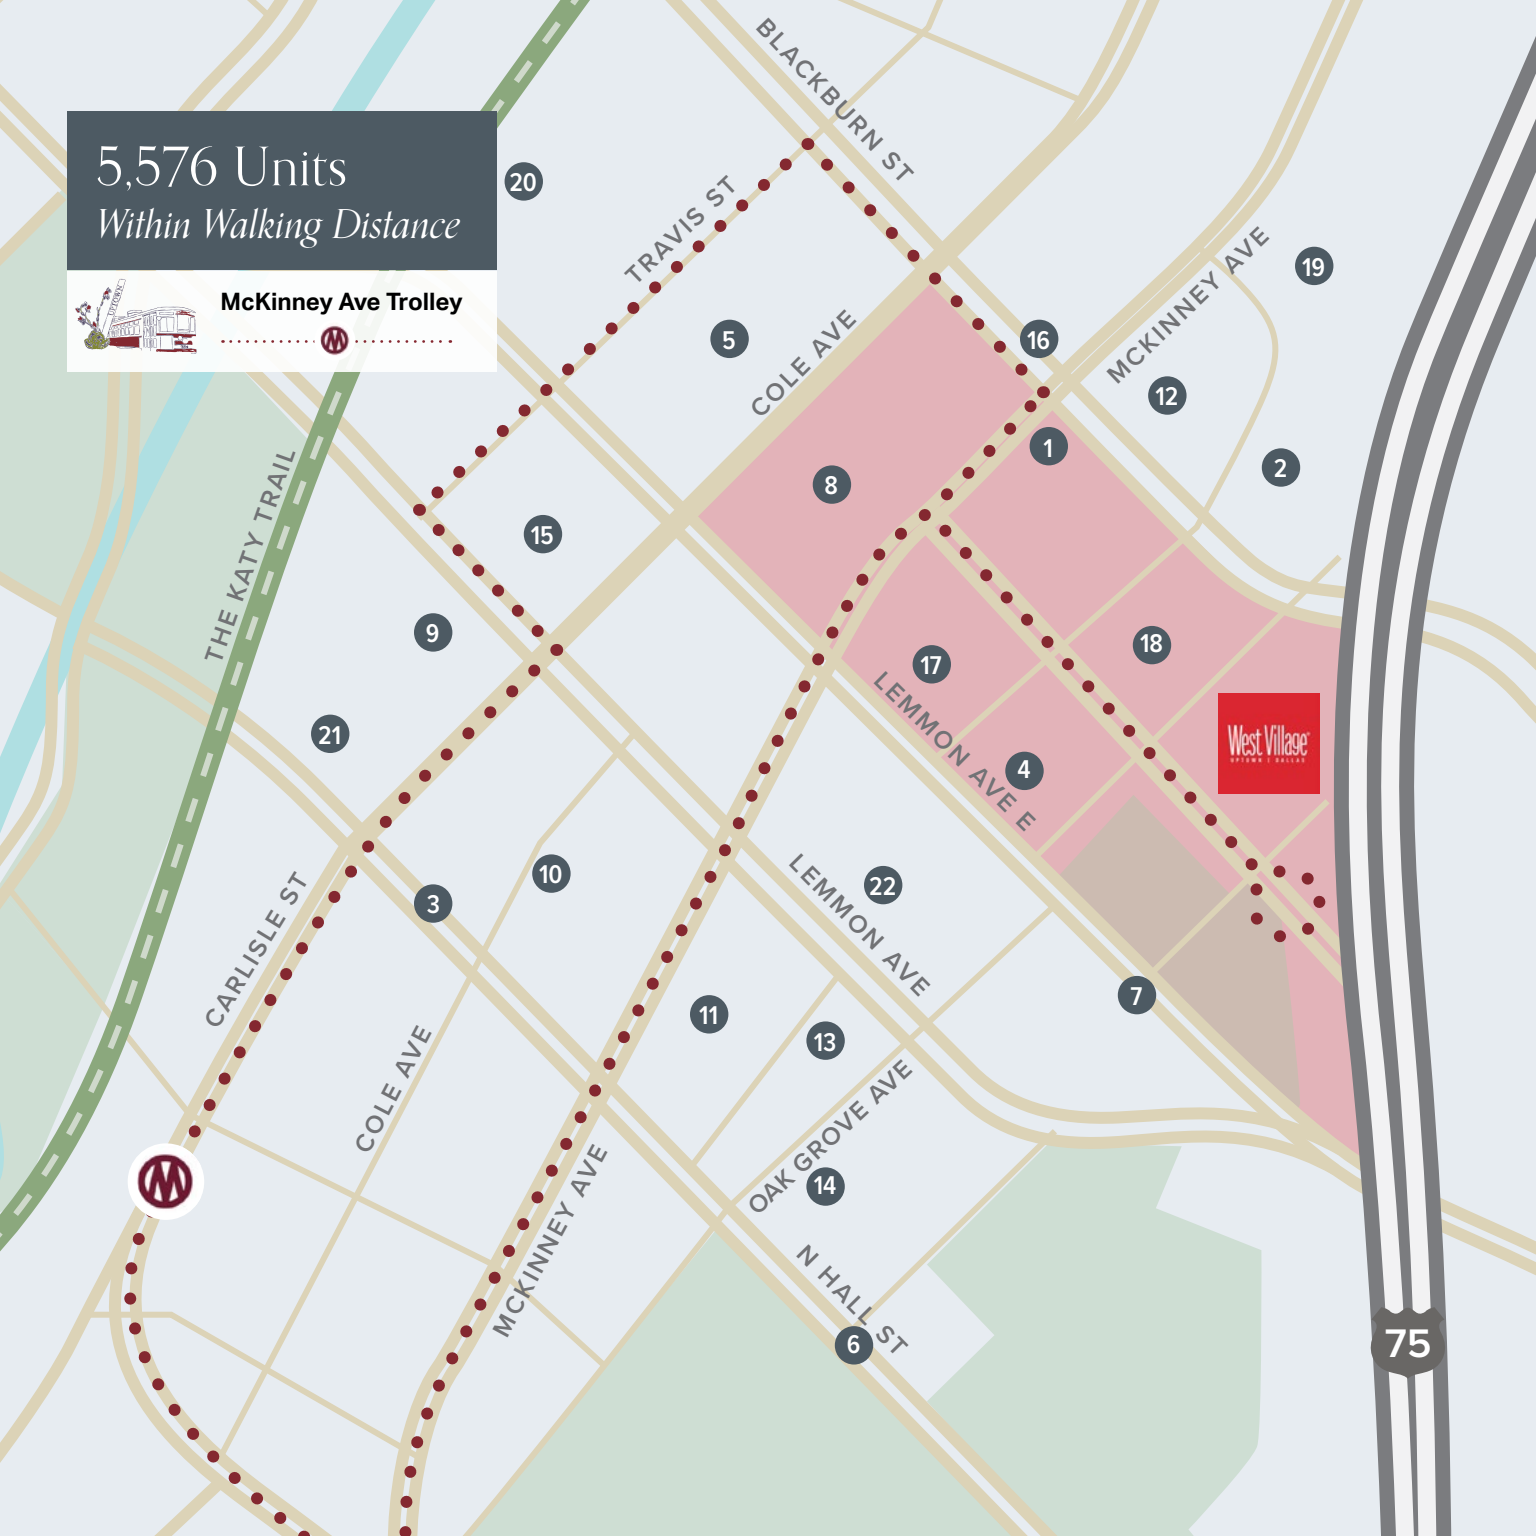 5,576 Units
Within Walking Distance
UPTOWN
McKinney Ave Trolley
M
BLACKBURN ST
TRAVIS ST
COLE AVE
MCKINNEY AVE
THE KATY TRAIL
LEMMON AVE E
LEMMON AVE
CARLISLE ST
COLE AVE
MCKINNEY AVE
OAK GROVE AVE
N HALL ST
20
19
5
16
12
1
2
8
15
9
18
17
21
4
10
22
3
7
11
13
14
6
West Village
UPTOWN | DALLAS
M
75